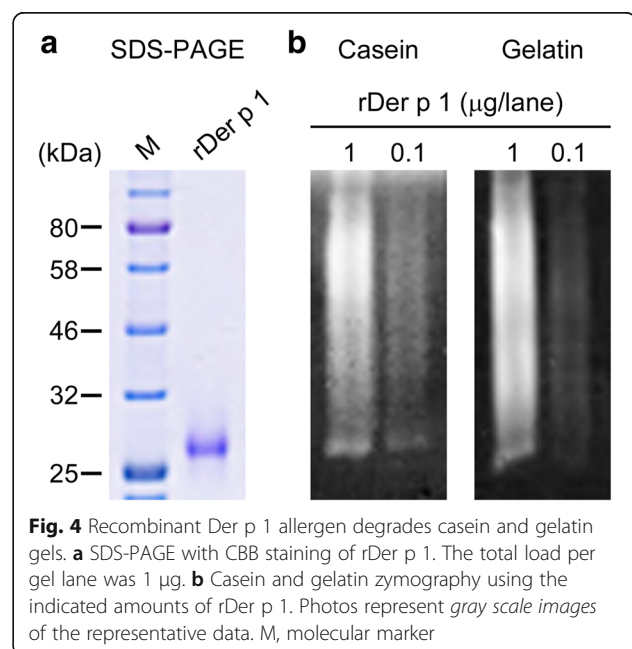 a SDS-PAGE
b Casein Gelatin
rDer p 1 (μg/lane)
(kDa) M rDer p 1 1 0.1 1 0.1
80
58
46
32
25
Fig. 4 Recombinant Der p 1 allergen degrades casein and gelatin
gels. a SDS-PAGE with CBB staining of rDer p 1. The total load per
gel lane was 1 μg. b Casein and gelatin zymography using the
indicated amounts of rDer p 1. Photos represent gray scale images
of the representative data. M, molecular marker